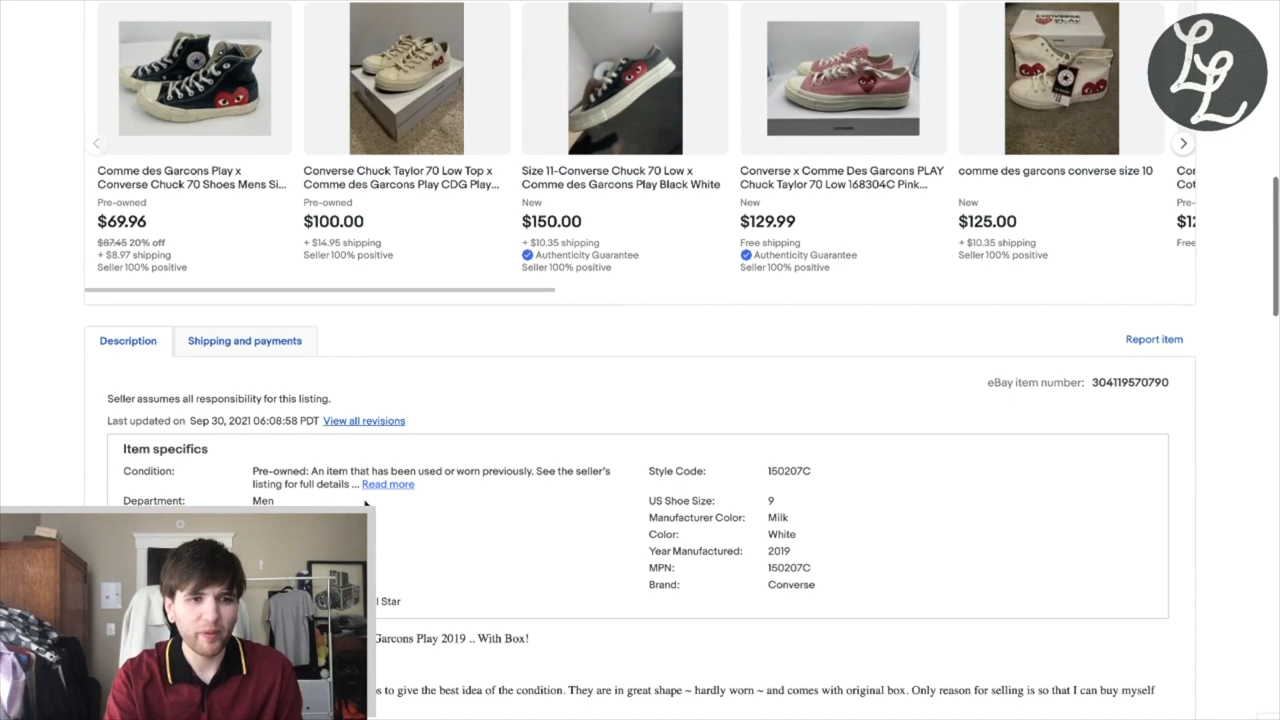 Comme des Garcons Play x
Converse Chuck 70 Shoes Mens Si...
Pre-owned
$69.96
$87.45 20% off
+ $8.97 shipping
Seller 100% positive
Converse Chuck Taylor 70 Low Top x
Comme des Garcons Play CDG Play...
Pre-owned
$100.00
+ $14.95 shipping
Seller 100% positive
Size 11-Converse Chuck 70 Low x
Comme des Garcons Play Black White
New
$150.00
+ $10.35 shipping
Authenticity Guarantee
Seller 100% positive
Converse x Comme Des Garcons PLAY
Chuck Taylor 70 Low 168304C Pink...
New
$129.99
Free shipping
Authenticity Guarantee
Seller 100% positive
comme des garcons converse size 10
New
$125.00
+ $10.35 shipping
Seller 100% positive
LL
Description
Shipping and payments
Report item
eBay item number: 304119570790
Seller assumes all responsibility for this listing.
Last updated on Sep 30, 2021 06:08:58 PDT View all revisions
Item specifics
Condition: Pre-owned: An item that has been used or worn previously. See the seller's
listing for full details ... Read more
Department: Men
Style Code: 150207C
US Shoe Size: 9
Manufacturer Color: Milk
Color: White
Year Manufactured: 2019
MPN: 150207C
Brand: Converse
Star
Garcons Play 2019 .. With Box!
s to give the best idea of the condition. They are in great shape ~ hardly worn ~ and comes with original box. Only reason for selling is so that I can buy myself